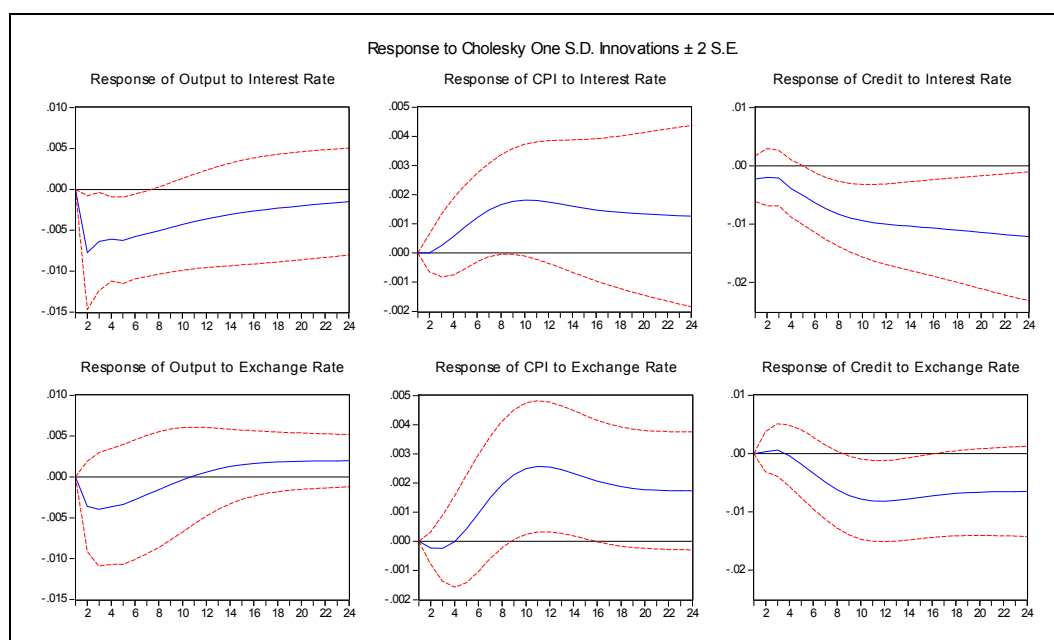 Response to Cholesky One S.D. Innovations ± 2 S.E.
Response of Output to Interest Rate
.010
.005
.000
-.005
-.010
-.015
2 4 6 8 10 12 14 16 18 20 22 24
Response of CPI to Interest Rate
.005
.004
.003
.002
.001
.000
-.001
-.002
2 4 6 8 10 12 14 16 18 20 22 24
Response of Credit to Interest Rate
.01
.00
-.01
-.02
2 4 6 8 10 12 14 16 18 20 22 24
Response of Output to Exchange Rate
.010
.005
.000
-.005
-.010
-.015
2 4 6 8 10 12 14 16 18 20 22 24
Response of CPI to Exchange Rate
.005
.004
.003
.002
.001
.000
-.001
-.002
2 4 6 8 10 12 14 16 18 20 22 24
Response of Credit to Exchange Rate
.01
.00
-.01
-.02
2 4 6 8 10 12 14 16 18 20 22 24